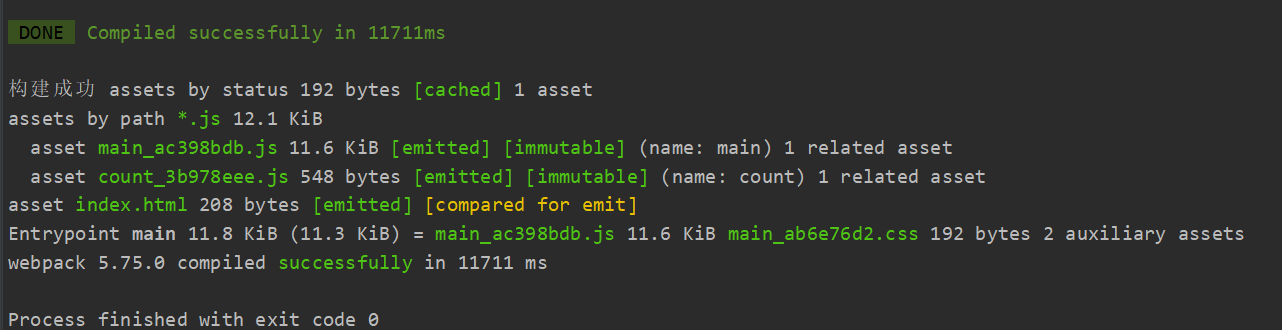 DONE Compiled successfully in 11711ms
构建成功 assets by status 192 bytes [cached] 1 asset
assets by path *.js 12.1 KiB
asset main_ac398bdb.js 11.6 KiB [emitted] [immutable] (name: main) 1 related asset
asset count_3b978eee.js 548 bytes [emitted] [immutable] (name: count) 1 related asset
asset index.html 208 bytes [emitted] [compared for emit]
Entrypoint main 11.8 KiB (11.3 KiB) = main_ac398bdb.js 11.6 KiB main_ab6e76d2.css 192 bytes 2 auxiliary assets
webpack 5.75.0 compiled successfully in 11711 ms
Process finished with exit code 0